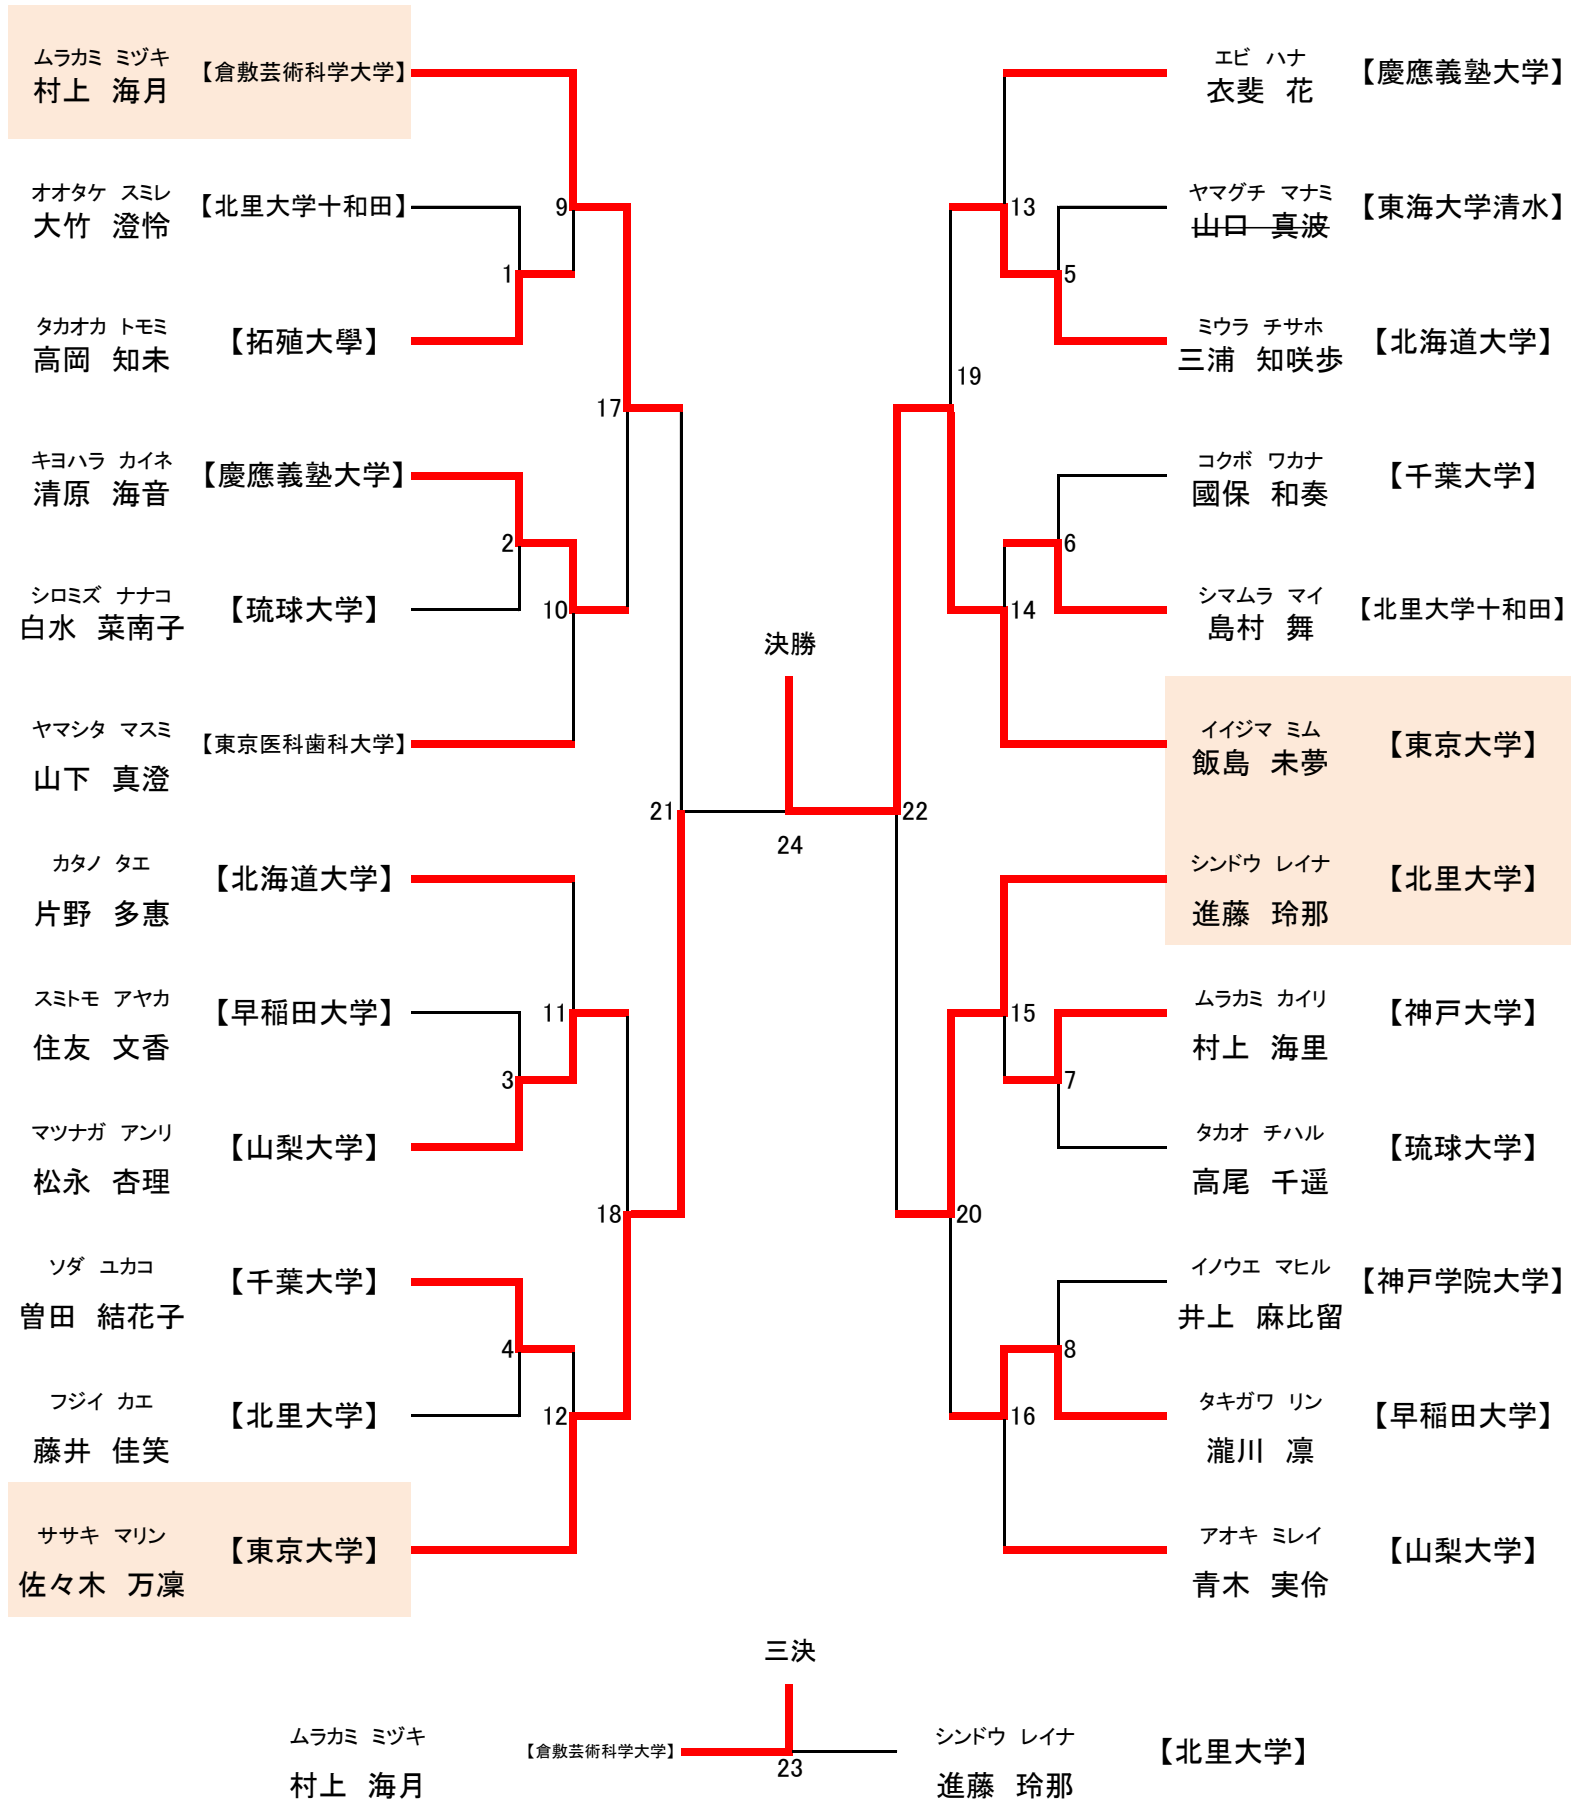 ムラカミ ミヅキ
村上 海月 【倉敷芸術科学大学】
オオタケ スミレ
大竹 澄怜 【北里大学十和田】
9
1
タカオカ トモミ
高岡 知未 【拓殖大學】
17
キヨハラ カイネ
清原 海音 【慶應義塾大学】
2
シロミズ ナナコ
白水 菜南子 【琉球大学】
10
ヤマシタ マスミ
山下 真澄 【東京医科歯科大学】
21
カタノ タエ
片野 多惠 【北海道大学】
スミトモ アヤカ
住友 文香 【早稲田大学】
11
3
マツナガ アンリ
松永 杏理 【山梨大学】
18
ソダ ユカコ
曽田 結花子 【千葉大学】
4
フジイ カエ
藤井 佳笑 【北里大学】
12
ササキ マリン
佐々木 万凜 【東京大学】
決勝
24
エビ ハナ
衣斐 花 【慶應義塾大学】
13
ヤマグチ マナミ
山口 真波 【東海大学清水】
5
ミウラ チサホ
三浦 知咲歩 【北海道大学】
19
コクボ ワカナ
國保 和奏 【千葉大学】
6
シマムラ マイ
島村 舞 【北里大学十和田】
14
イイジマ ミム
飯島 未夢 【東京大学】
22
シンドウ レイナ
進藤 玲那 【北里大学】
15
ムラカミ カイリ
村上 海里 【神戸大学】
7
タカオ チハル
高尾 千遥 【琉球大学】
20
イノウエ マヒル
井上 麻比留 【神戸学院大学】
8
タキガワ リン
瀧川 凛 【早稲田大学】
16
アオキ ミレイ
青木 実伶 【山梨大学】
三決
ムラカミ ミヅキ
村上 海月 【倉敷芸術科学大学】
23
シンドウ レイナ
進藤 玲那 【北里大学】